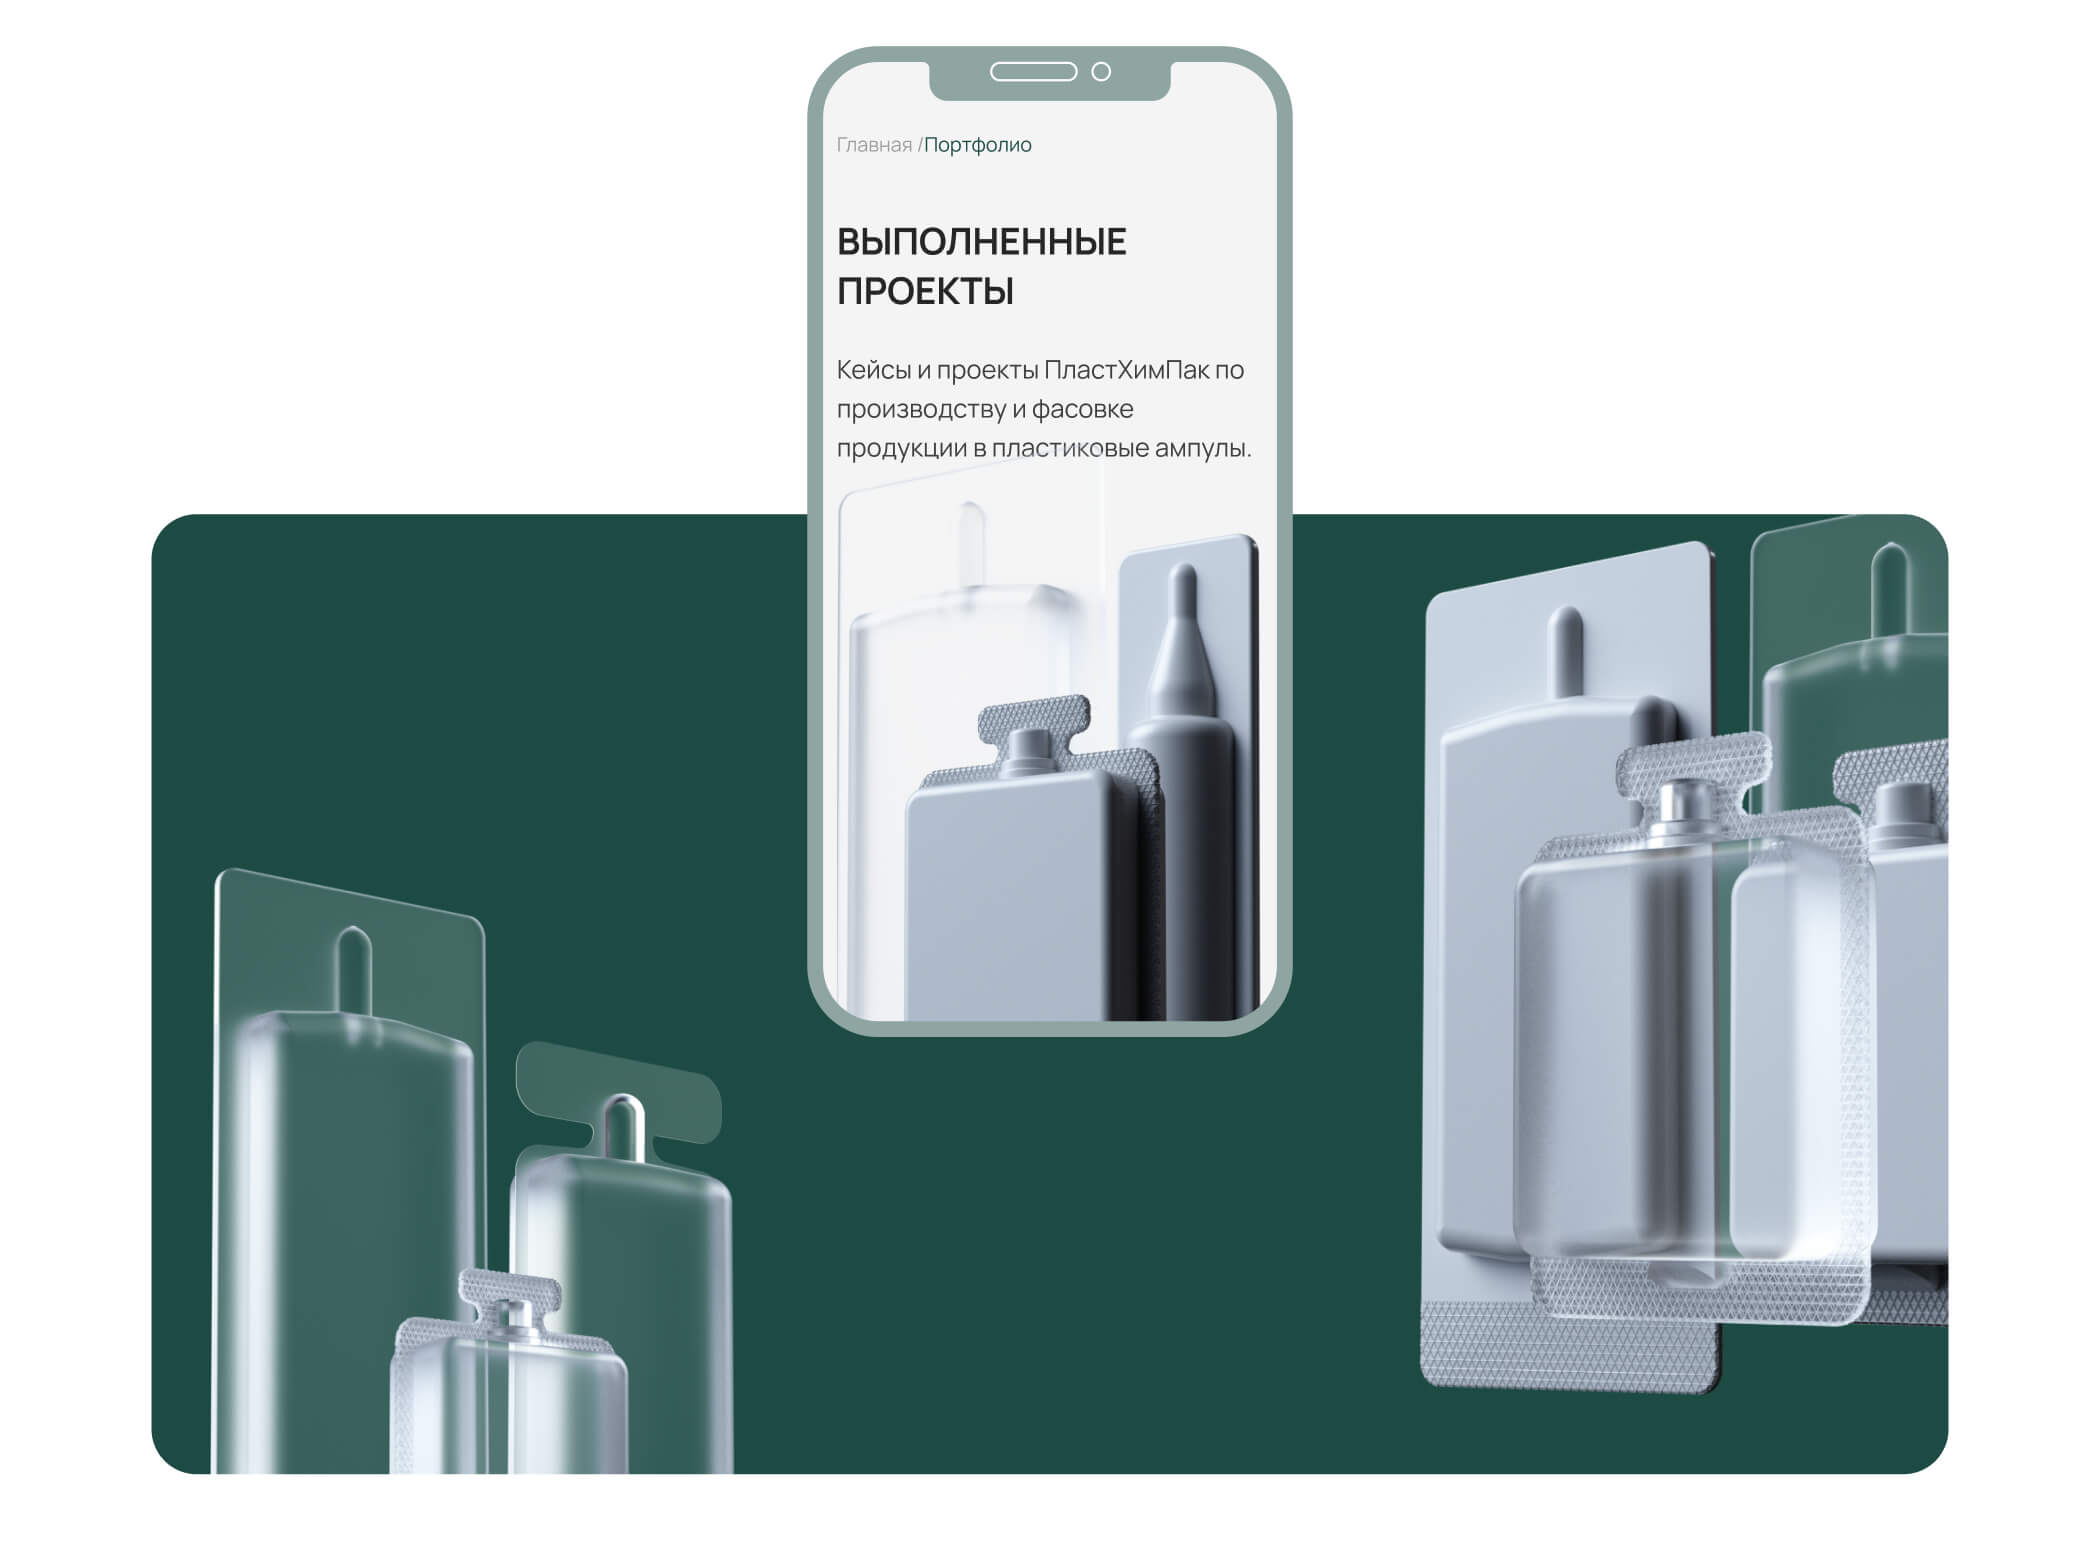 Главная /Портфолио
ВЫПОЛНЕННЫЕ
ПРОЕКТЫ
Кейсы и проекты ПластХимПак по
производству и фасовке
продукции в пластиковые ампулы.